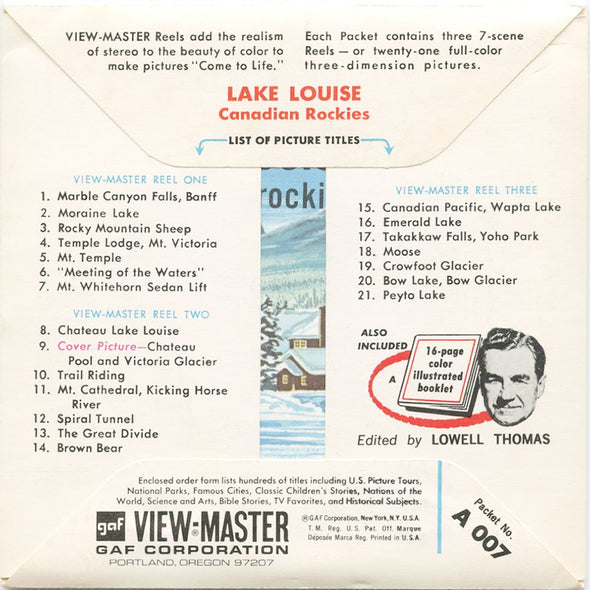 VIEW-MASTER Reels add the realism
of stereo to the beauty of color to
make pictures "Come to Life."
Each Packet contains three 7-scene
Reels — or twenty-one full-color
three-dimension pictures.
LAKE LOUISE
Canadian Rockies
LIST OF PICTURE TITLES
VIEW-MASTER REEL ONE
1. Marble Canyon Falls, Banff
2. Moraine Lake
3. Rocky Mountain Sheep
4. Temple Lodge, Mt. Victoria
5. Mt. Temple
6. "Meeting of the Waters"
7. Mt. Whitehorn Sedan Lift
VIEW-MASTER REEL TWO
8. Chateau Lake Louise
9. Cover Picture—Chateau
Pool and Victoria Glacier
10. Trail Riding
11. Mt. Cathedral, Kicking Horse
River
12. Spiral Tunnel
13. The Great Divide
14. Brown Bear
rocki
VIEW-MASTER REEL THREE
15. Canadian Pacific, Wapta Lake
16. Emerald Lake
17. Takakkaw Falls, Yoho Park
18. Moose
19. Crowfoot Glacier
20. Bow Lake, Bow Glacier
21. Peyto Lake
ALSO
INCLUDED
A
16-page
color
illustrated
booklet
Edited by LOWELL THOMAS
Enclosed order form lists hundreds of titles including U.S. Picture Tours,
National Parks, Famous Cities, Classic Children's Stories, Nations of the
World, Science and Arts, Bible Stories, TV Favorites, and Historical Subjects.
gaf VIEW-MASTER
GAF CORPORATION
PORTLAND, OREGON 97207
®GAF Corporation, New York, N.Y. U.S.A.
T.M. Reg. U.S. Pat. Off. Marque
Déposée Marca Reg. Printed in U.S.A.
Packet No.
A 007